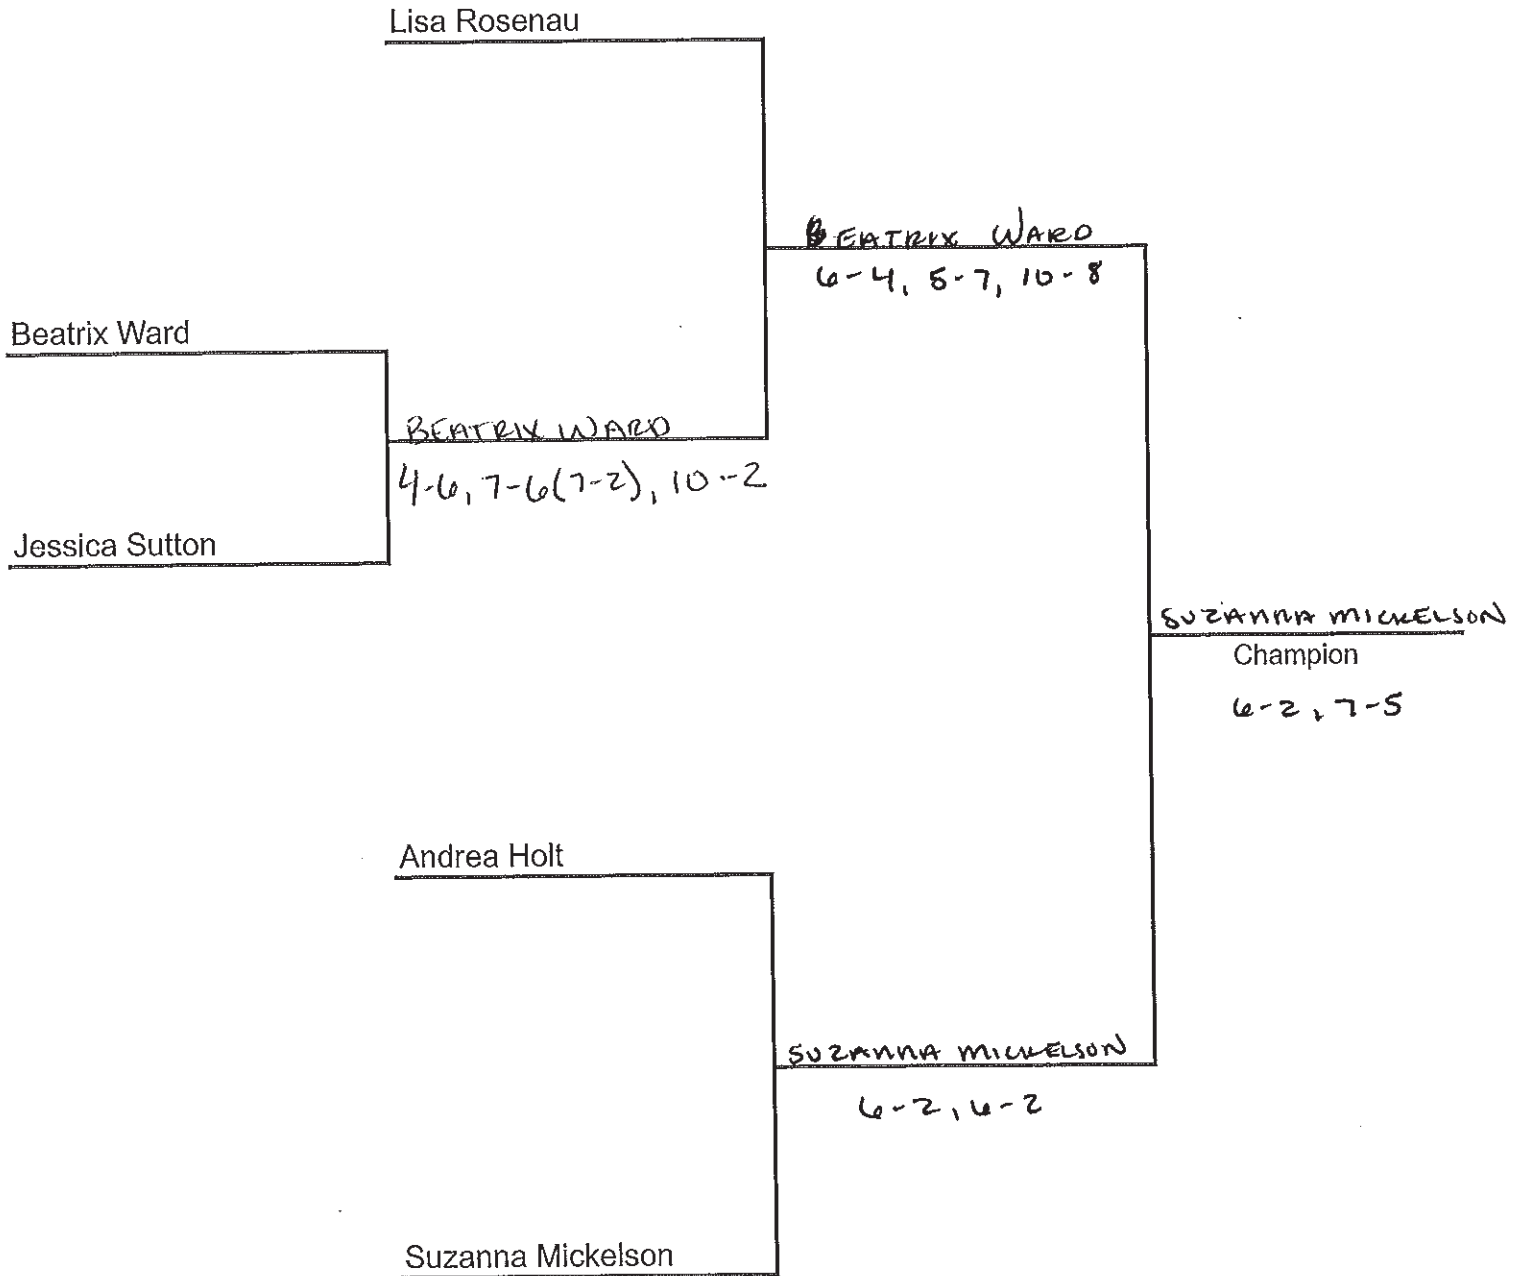 Lisa Rosenau
BEATRIX WARD
6-4, 5-7, 10-8
Beatrix Ward
BEATRIX WARD
4-6, 7-6(7-2), 10-2
Jessica Sutton
SUZANNA MICKELSON
Champion
6-2, 7-5
Andrea Holt
SUZANNA MICKELSON
6-2, 6-2
Suzanna Mickelson